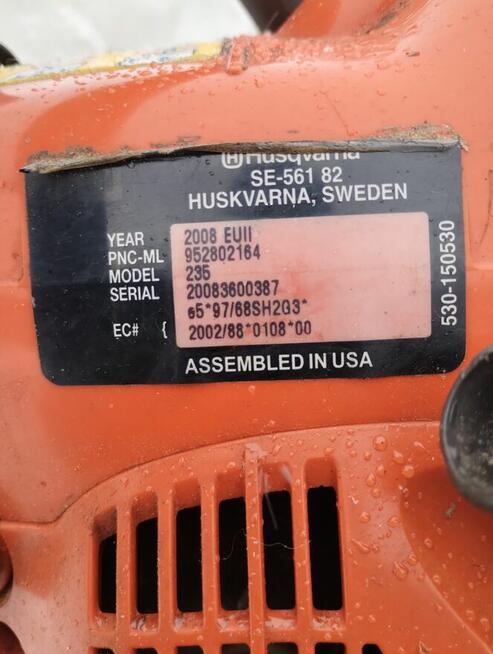 Husqvarna
SE-561 82
HUSKVARNA, SWEDEN
YEAR 2008 EUII
PNC-ML 952802164
MODEL 235
SERIAL 20083600387
e5*97/68SH2G3*
EC# { 2002/88*0108*00
ASSEMBLED IN USA
530-150530